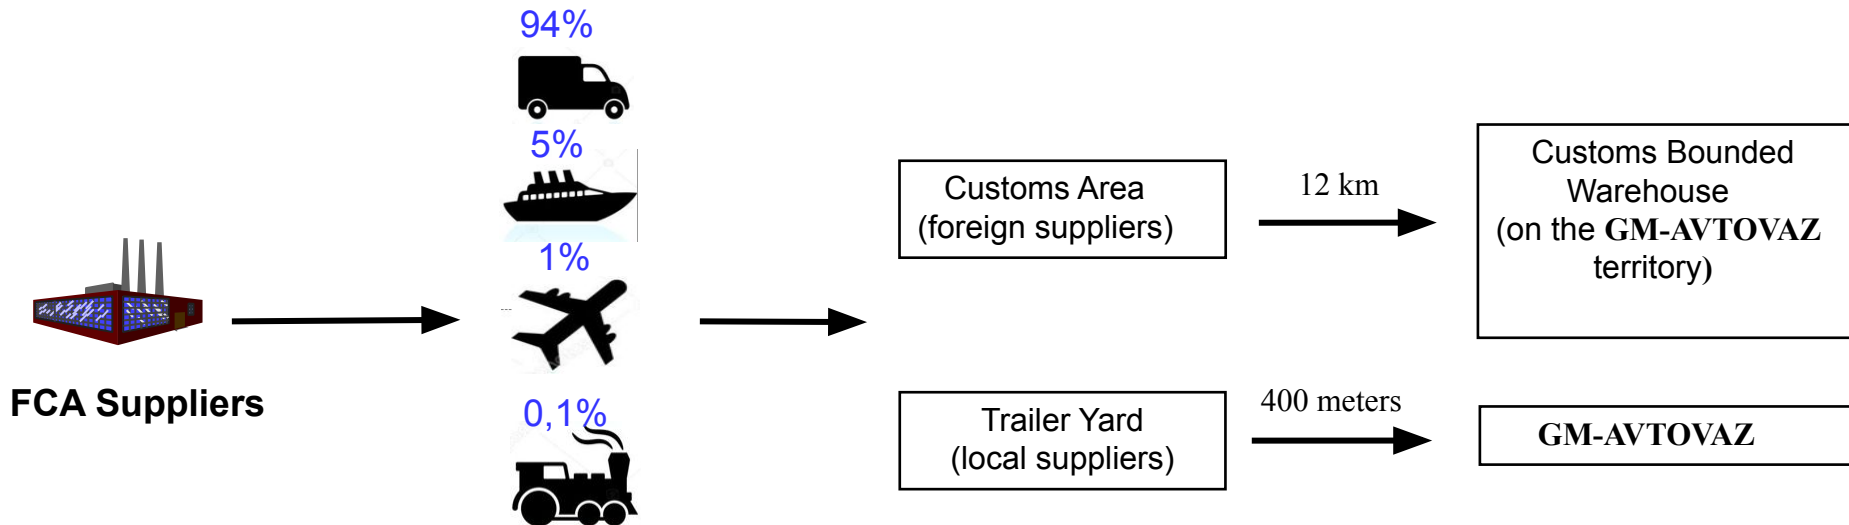 94%
5%
1%
0,1%
FCA Suppliers
Customs Area
(foreign suppliers)
12 km
Customs Bounded
Warehouse
(on the GM-AVTOVAZ
territory)
Trailer Yard
(local suppliers)
400 meters
GM-AVTOVAZ